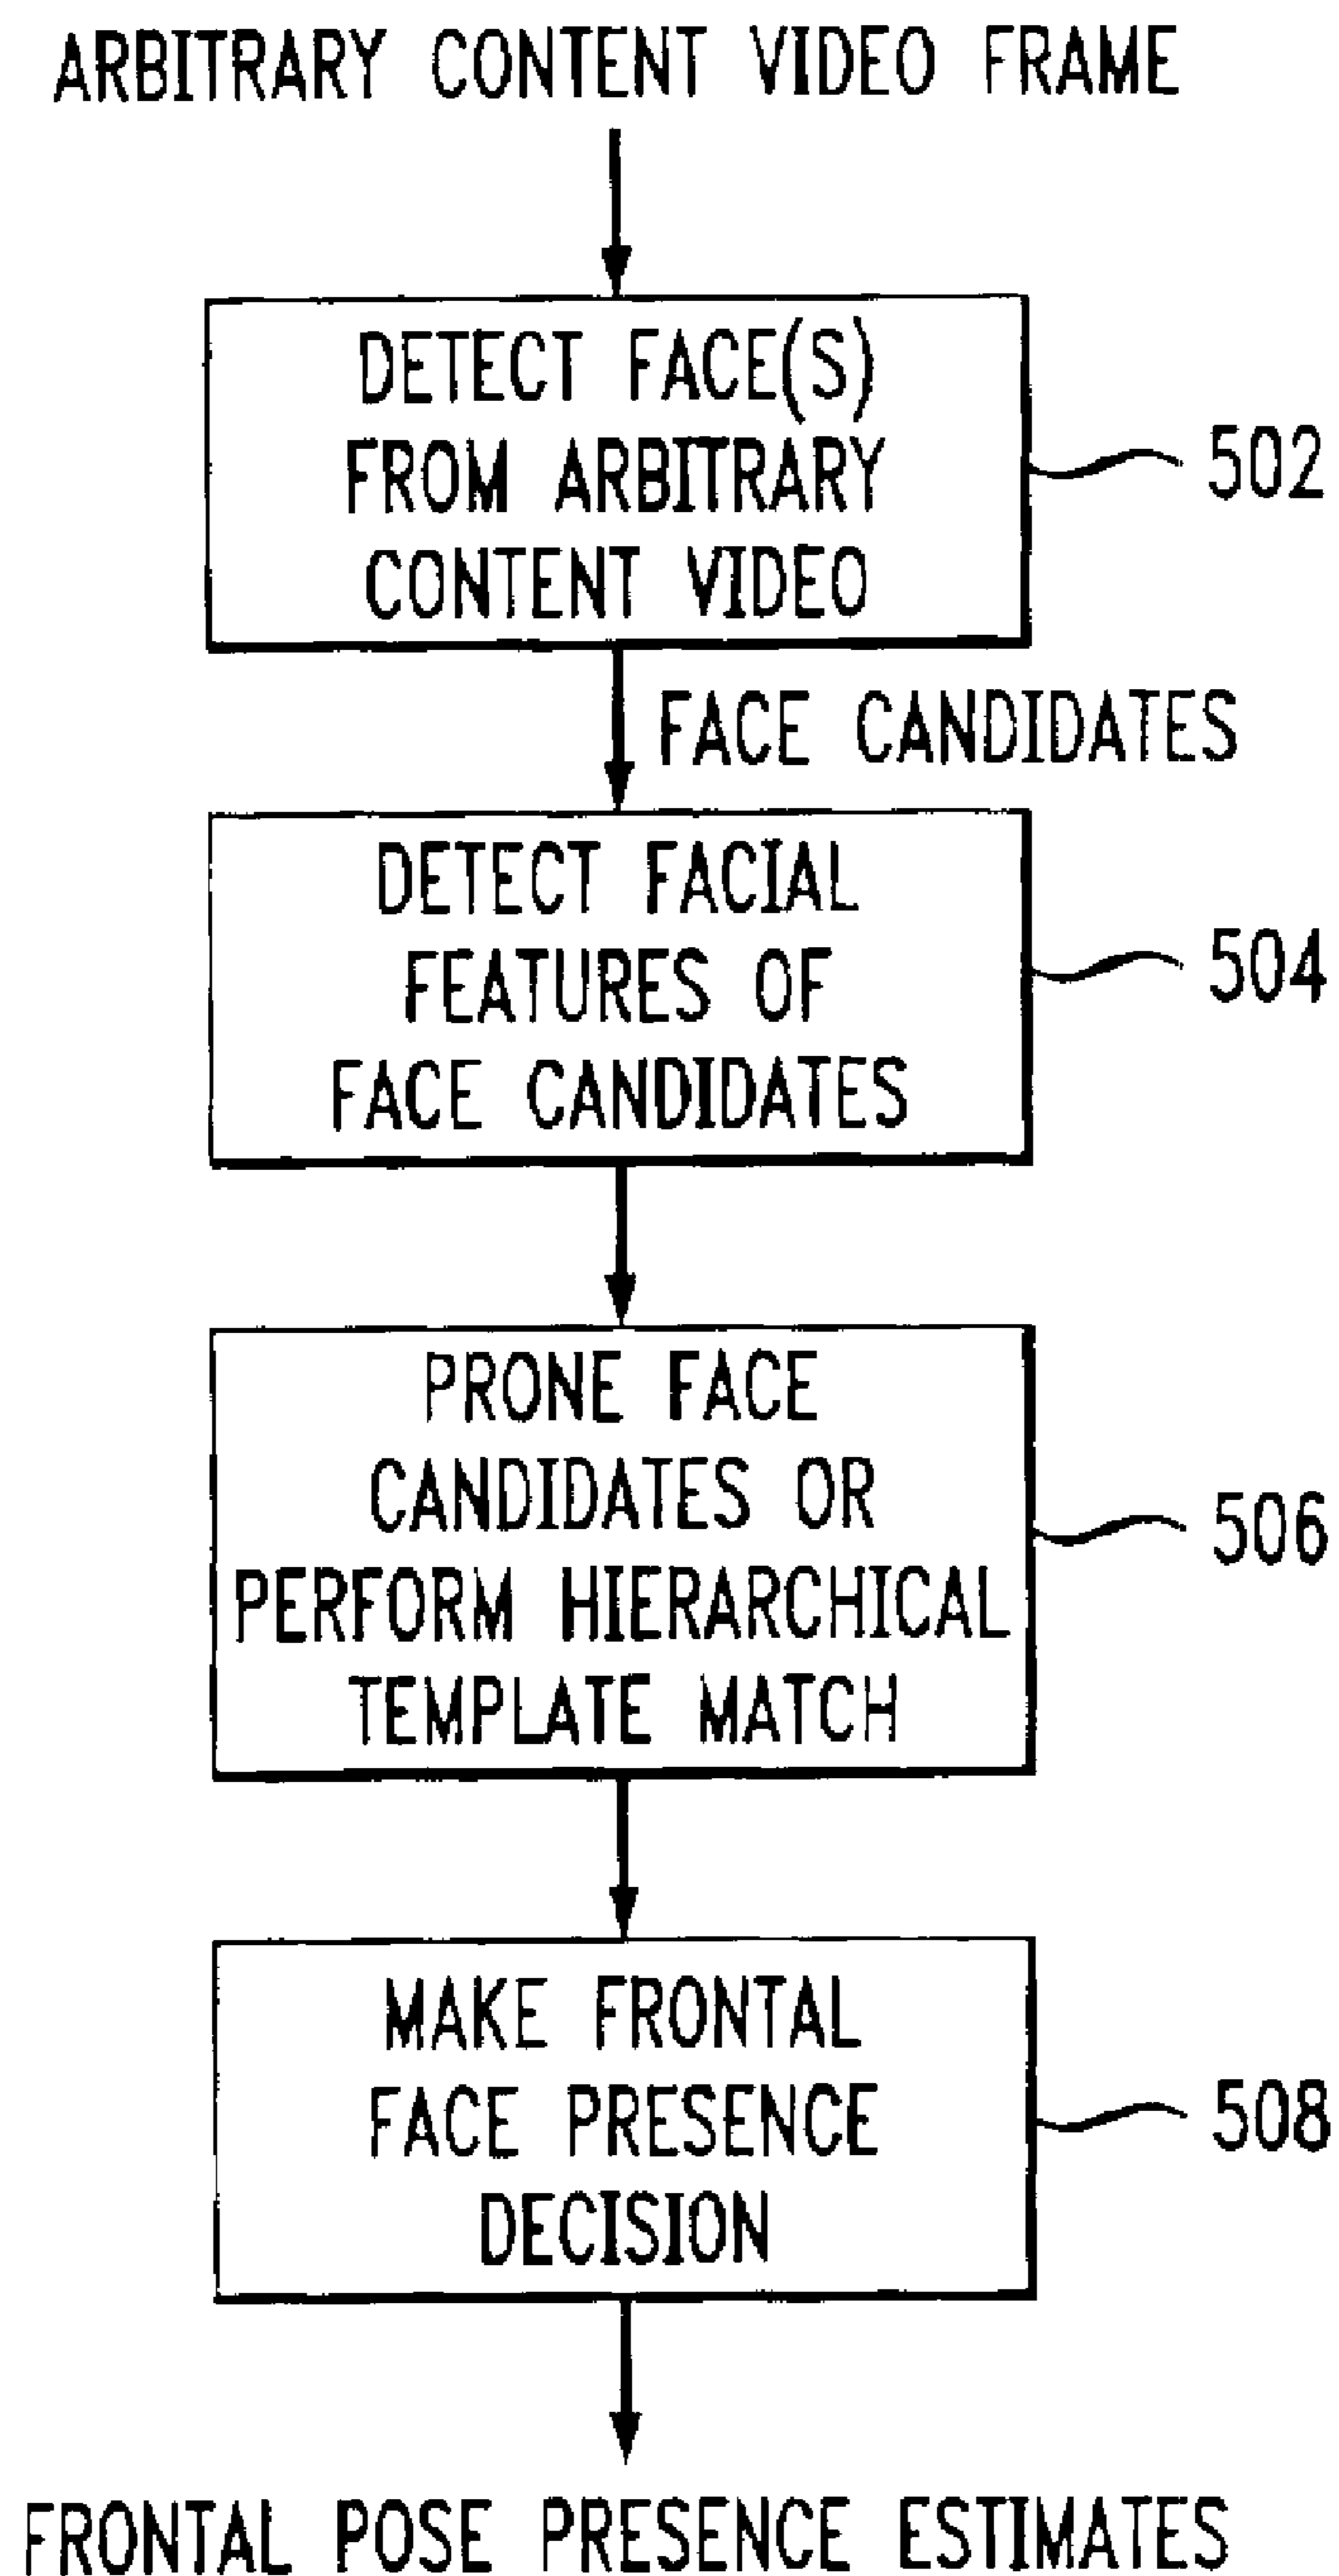 ARBITRARY CONTENT VIDEO FRAME
DETECT FACE(S)
FROM ARBITRARY
CONTENT VIDEO
502
FACE CANDIDATES
DETECT FACIAL
FEATURES OF
FACE CANDIDATES
504
PRONE FACE
CANDIDATES OR
PERFORM HIERARCHICAL
TEMPLATE MATCH
506
MAKE FRONTAL
FACE PRESENCE
DECISION
508
FRONTAL POSE PRESENCE ESTIMATES